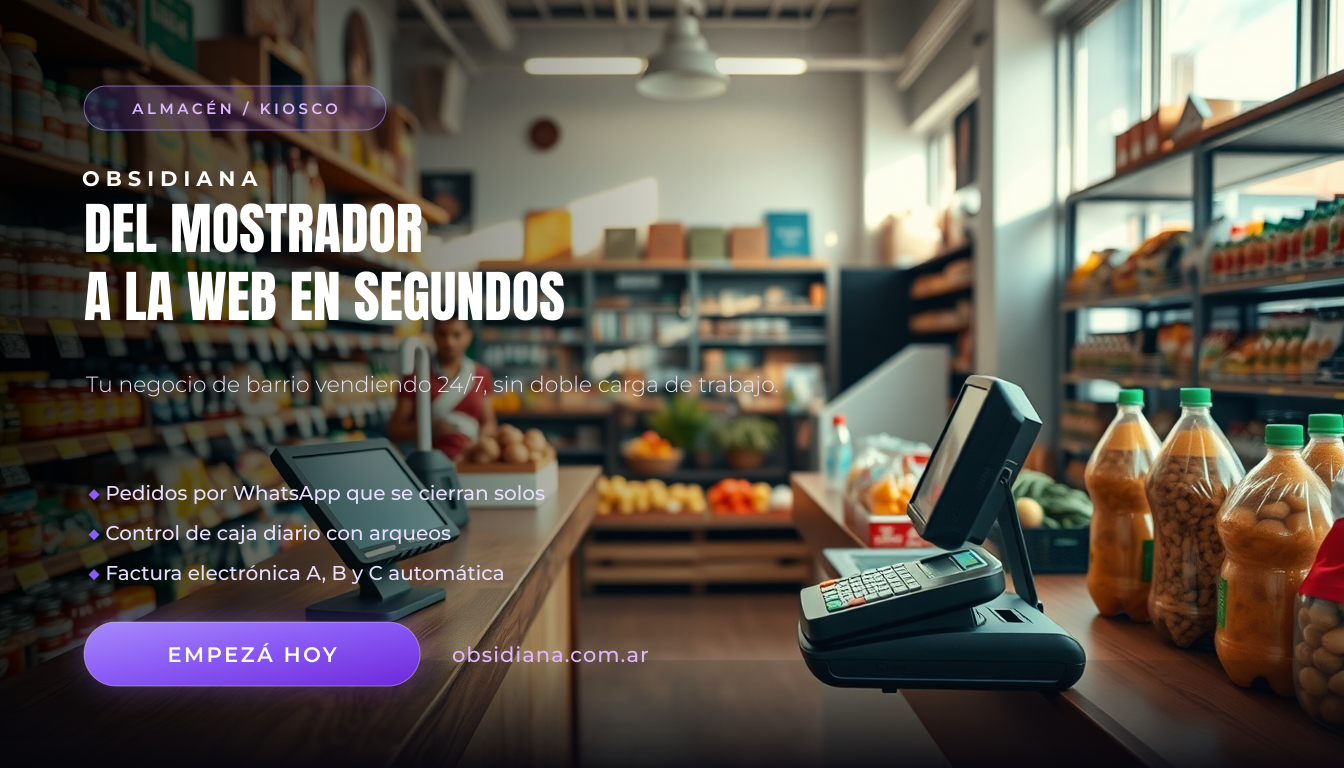 ALMACÉN / KIOSCO
OBSIDIANA
DEL MOSTRADOR
A LA WEB EN SEGUNDOS
Tu negocio de barrio vendiendo 24/7, sin doble carga de trabajo.
◆ Pedidos por WhatsApp que se cierran solos
◆ Control de caja diario con arqueos
◆ Factura electrónica A, B y C automática
EMPEZÁ HOY
obsidiana.com.ar